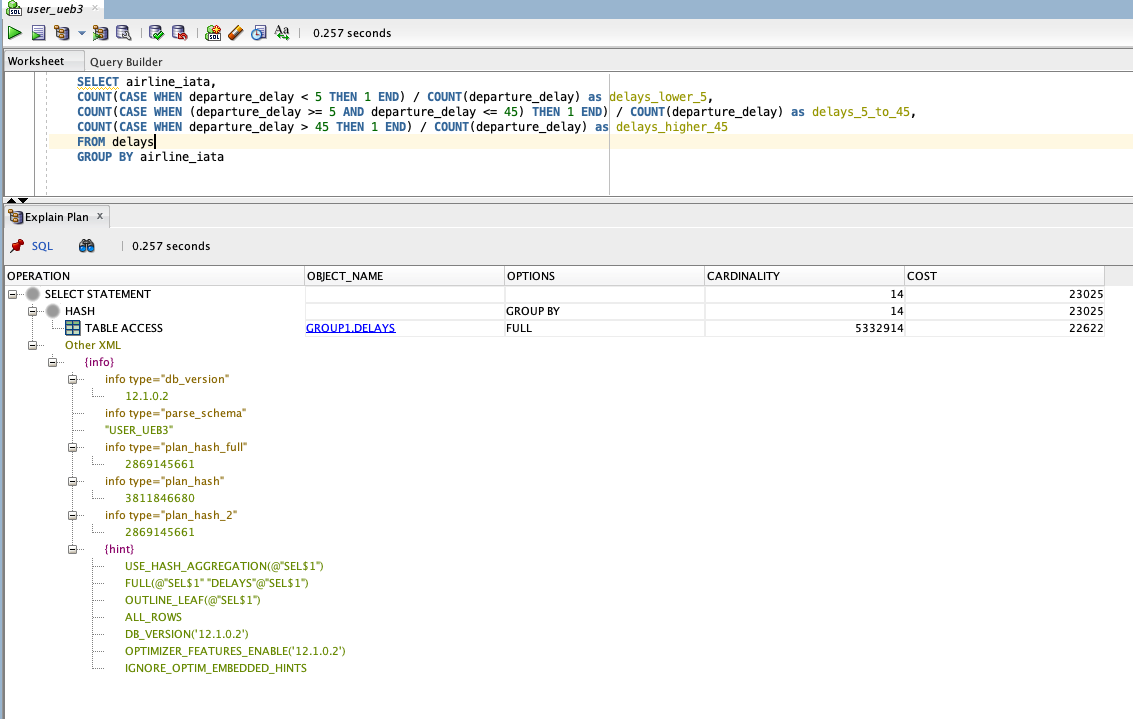 user_ueb3
0.257 seconds
Worksheet Query Builder
SELECT airline_iata,
COUNT(CASE WHEN departure_delay < 5 THEN 1 END) / COUNT(departure_delay) as delays_lower_5,
COUNT(CASE WHEN (departure_delay >= 5 AND departure_delay <= 45) THEN 1 END) / COUNT(departure_delay) as delays_5_to_45,
COUNT(CASE WHEN departure_delay > 45 THEN 1 END) / COUNT(departure_delay) as delays_higher_45
FROM delays
GROUP BY airline_iata
Explain Plan x
SQL 0.257 seconds
OPERATION OBJECT_NAME OPTIONS CARDINALITY COST
SELECT STATEMENT 14 23025
HASH GROUP BY 14 23025
TABLE ACCESS GROUP1.DELAYS FULL 5332914 22622
Other XML
{info}
info type="db_version"
12.1.0.2
info type="parse_schema"
"USER_UEB3"
info type="plan_hash_full"
2869145661
info type="plan_hash"
3811846680
info type="plan_hash_2"
2869145661
{hint}
USE_HASH_AGGREGATION(@"SEL$1")
FULL(@"SEL$1" "DELAYS"@"SEL$1")
OUTLINE_LEAF(@"SEL$1")
ALL_ROWS
DB_VERSION('12.1.0.2')
OPTIMIZER_FEATURES_ENABLE('12.1.0.2')
IGNORE_OPTIM_EMBEDDED_HINTS